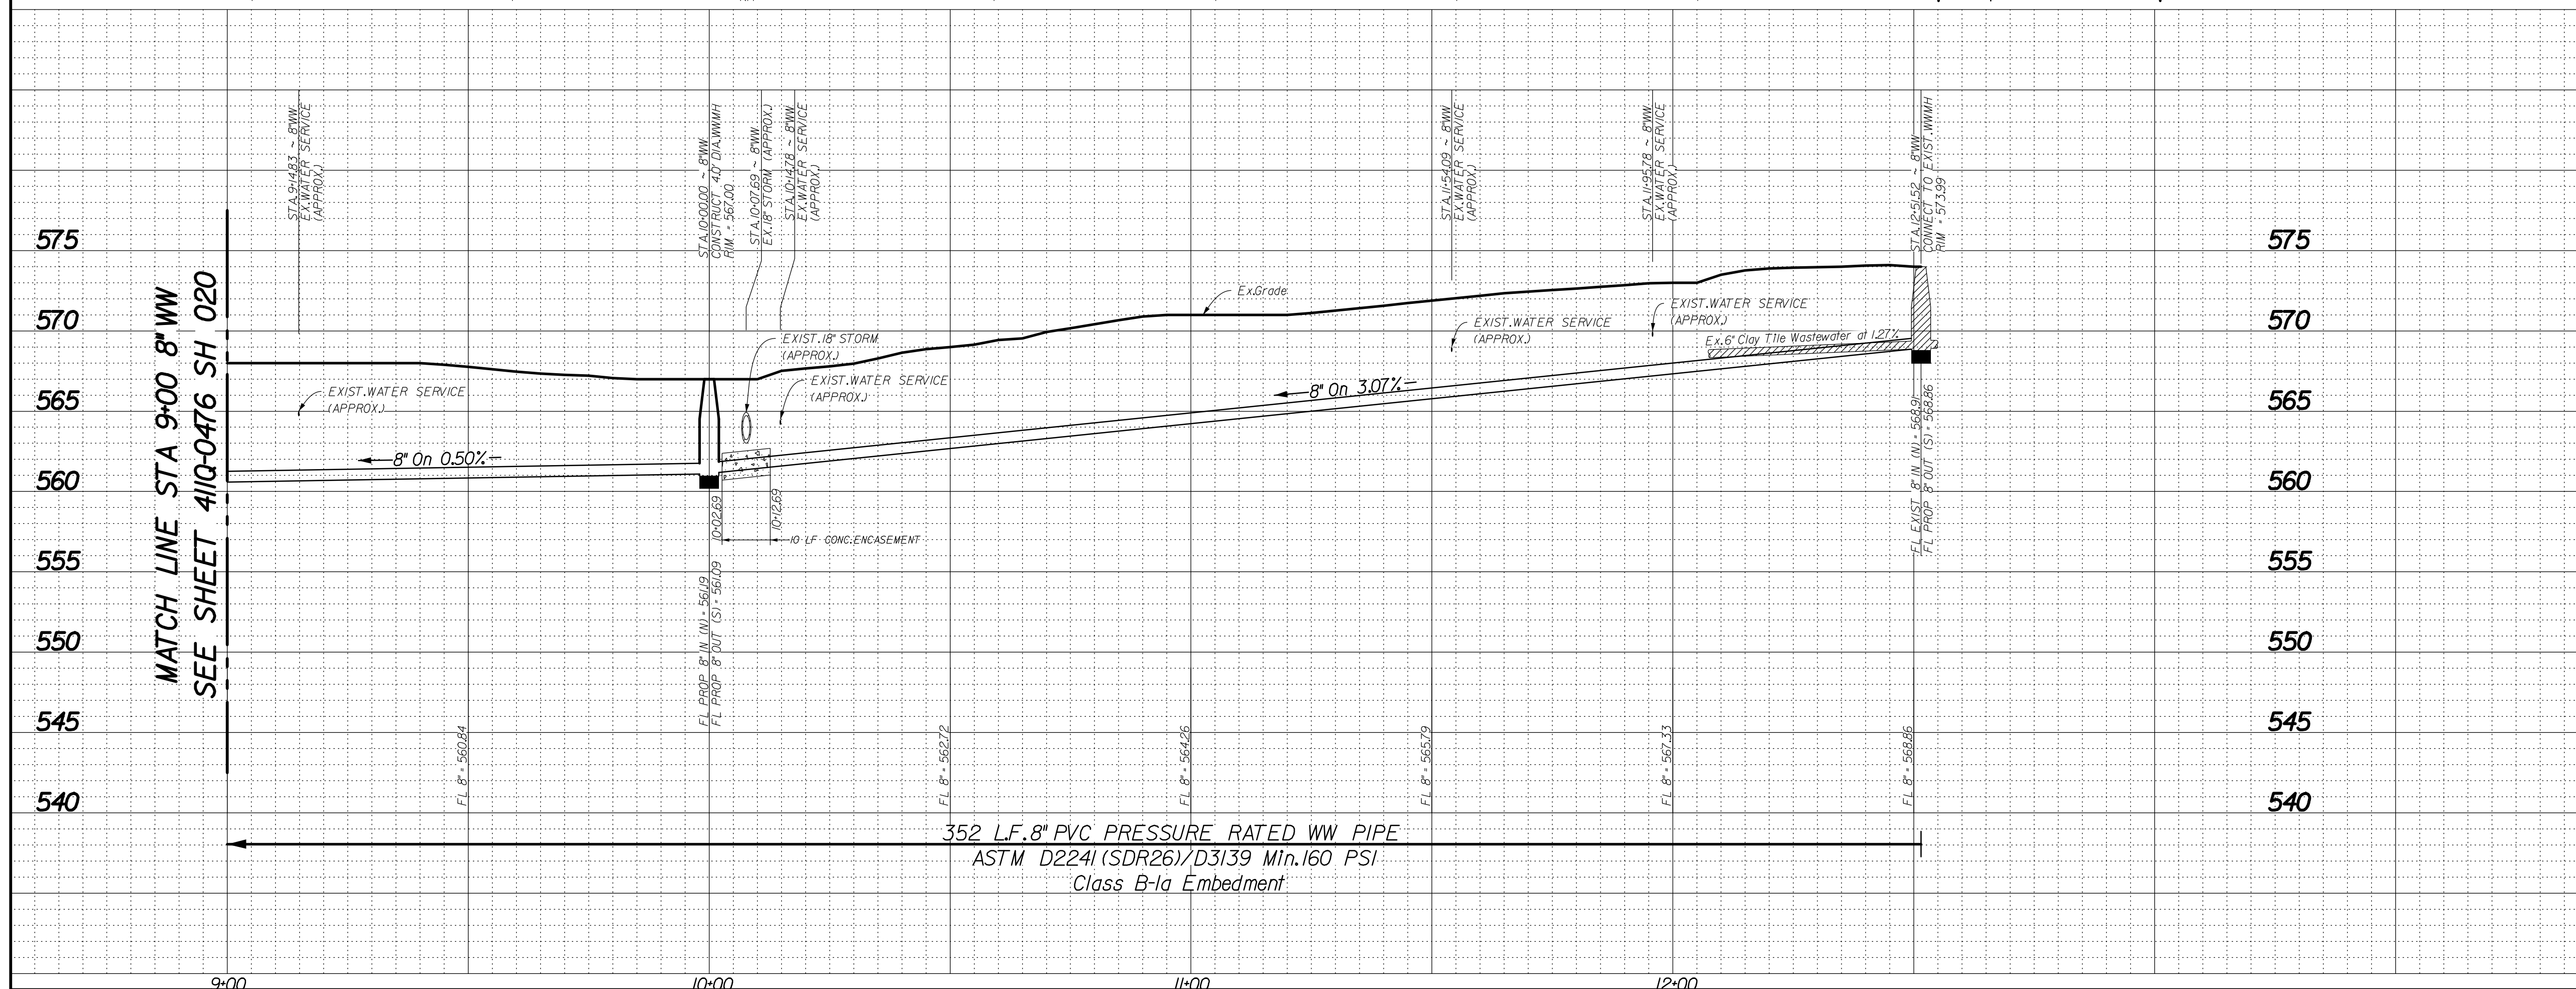 STA. 9+14.83 ~ 8"WW
EX.WATER SERVICE
(APPROX.)
STA.10+00.00 ~ 8"WW
CONSTRUCT 4.0' DIA.WWMH
RIM = 567.00
STA.10+07.69 ~ 8"WW
EX.18" STORM (APPROX.)
STA.10+14.78 ~ 8"WW
EX.WATER SERVICE
(APPROX.)
STA.11+54.09 ~ 8"WW
EX.WATER SERVICE
(APPROX.)
STA.11+95.78 ~ 8"WW
EX.WATER SERVICE
(APPROX.)
STA.12+51.52 ~ 8"WW
CONNECT TO EXIST.WWMH
RIM = 573.99
575
570
565
560
555
550
545
540
MATCH LINE STA 9+00 8"WW
SEE SHEET 411Q-0476 SH 020
EXIST.WATER SERVICE
(APPROX.)
8" On 0.50%
EXIST.18" STORM
(APPROX.)
EXIST.WATER SERVICE
(APPROX.)
Ex.Grade
8" On 3.07%
EXIST.WATER SERVICE
(APPROX.)
EXIST.WATER SERVICE
(APPROX.)
Ex.6" Clay Tile Wastewater at 1.27%
10+02.69
10+12.69
10 LF CONC.ENCASEMENT
FL PROP 8" IN (N) = 561.19
FL PROP 8" OUT (S) = 561.09
FL EXIST 8" IN (N) = 568.91
FL PROP 8" OUT (S) = 568.86
FL 8" = 560.84
FL 8" = 562.72
FL 8" = 564.26
FL 8" = 565.79
FL 8" = 567.33
FL 8" = 568.86
575
570
565
560
555
550
545
540
352 L.F.8" PVC PRESSURE RATED WW PIPE
ASTM D2241 (SDR26)/D3139 Min.160 PSI
Class B-1a Embedment
9+00
10+00
11+00
12+00